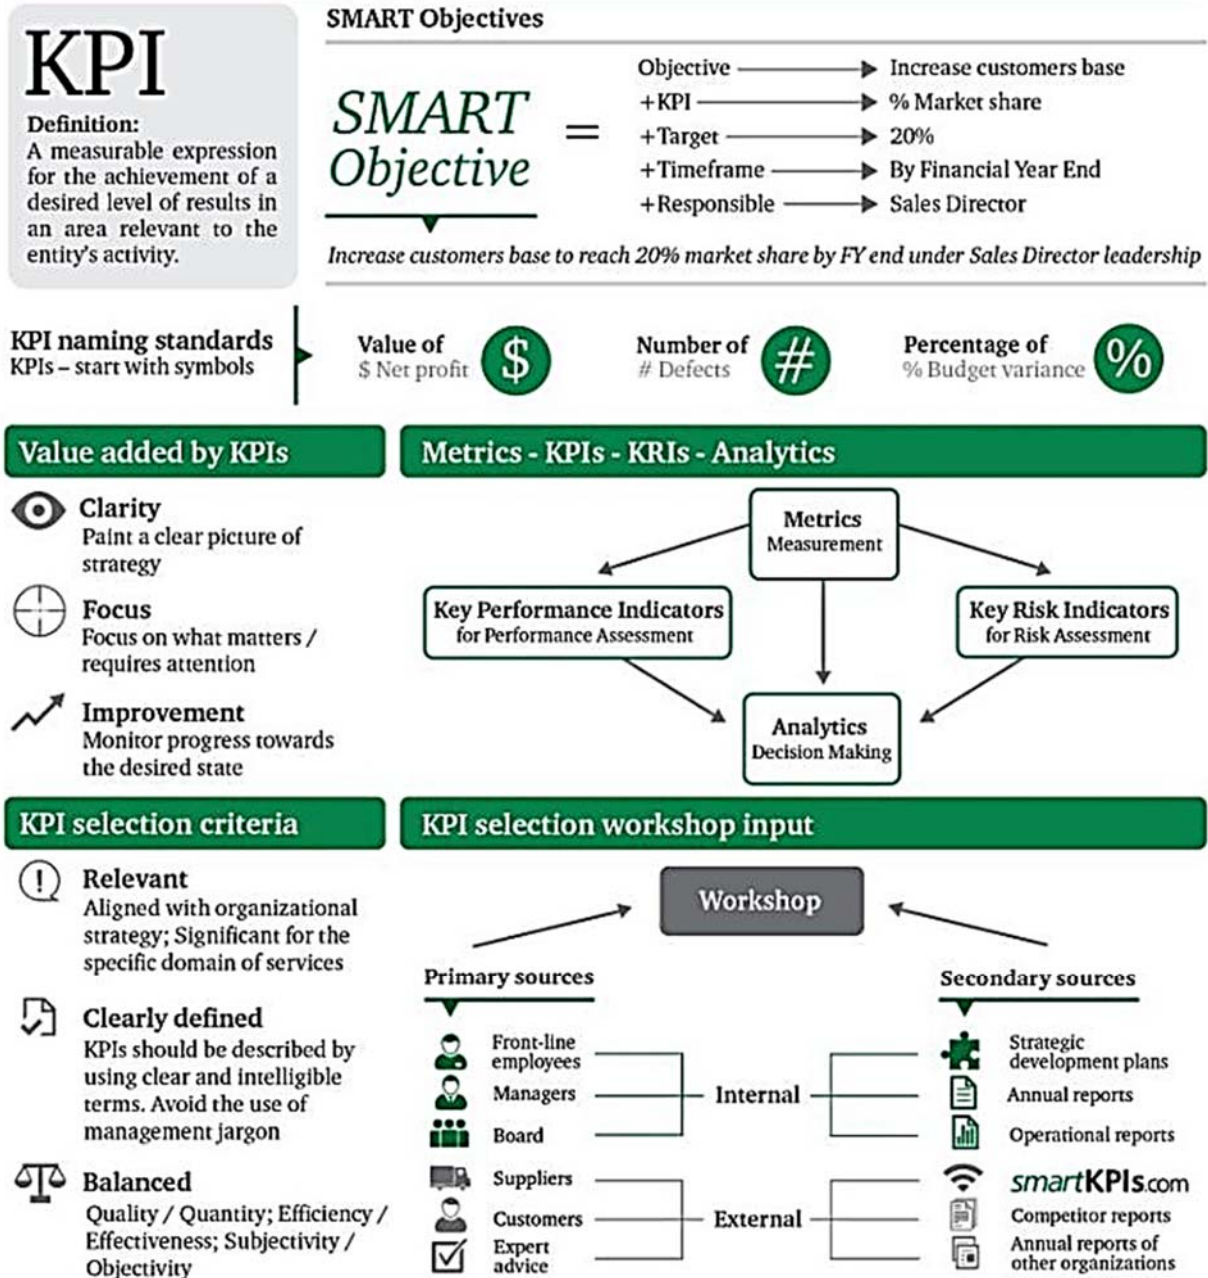 KPI
Definition:
A measurable expression
for the achievement of a
desired level of results in
an area relevant to the
entity's activity.
SMART Objectives
SMART
Objective
=
Objective Increase customers base
+KPI % Market share
+Target 20%
+Timeframe By Financial Year End
+Responsible Sales Director
Increase customers base to reach 20% market share by FY end under Sales Director leadership
KPI naming standards
KPIs – start with symbols
Value of
$ Net profit
$
Number of
# Defects
#
Percentage of
% Budget variance
%
Value added by KPIs
Clarity
Paint a clear picture of
strategy
Focus
Focus on what matters /
requires attention
Improvement
Monitor progress towards
the desired state
Metrics - KPIs - KRIs - Analytics
Metrics
Measurement
Key Performance Indicators
for Performance Assessment
Key Risk Indicators
for Risk Assessment
Analytics
Decision Making
KPI selection criteria
Relevant
Aligned with organizational
strategy; Significant for the
specific domain of services
Clearly defined
KPIs should be described by
using clear and intelligible
terms. Avoid the use of
management jargon
Balanced
Quality / Quantity; Efficiency /
Effectiveness; Subjectivity /
Objectivity
KPI selection workshop input
Workshop
Primary sources
Front-line
employees
Managers
Board
Suppliers
Customers
Expert
advice
Internal
External
Secondary sources
Strategic
development plans
Annual reports
Operational reports
smartKPIs.com
Competitor reports
Annual reports of
other organizations